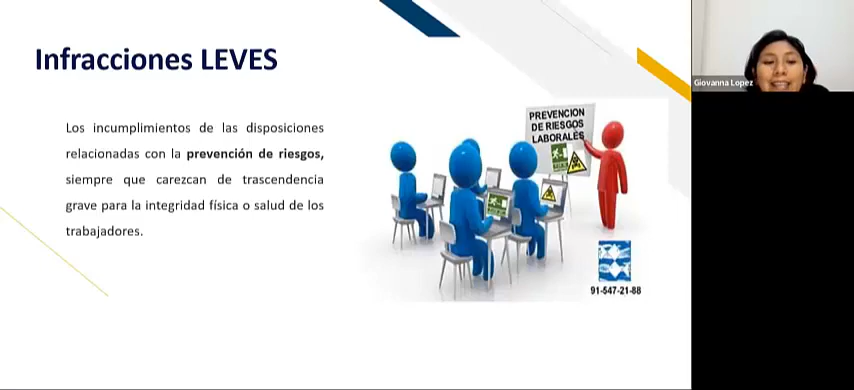 Infracciones LEVES
Los incumplimientos de las disposiciones
relacionadas con la prevención de riesgos,
siempre que carezcan de trascendencia
grave para la integridad física o salud de los
trabajadores.
PREVENCION
DE RIESGOS
LABORALES
91-547-21-88
Giovanna Lopez